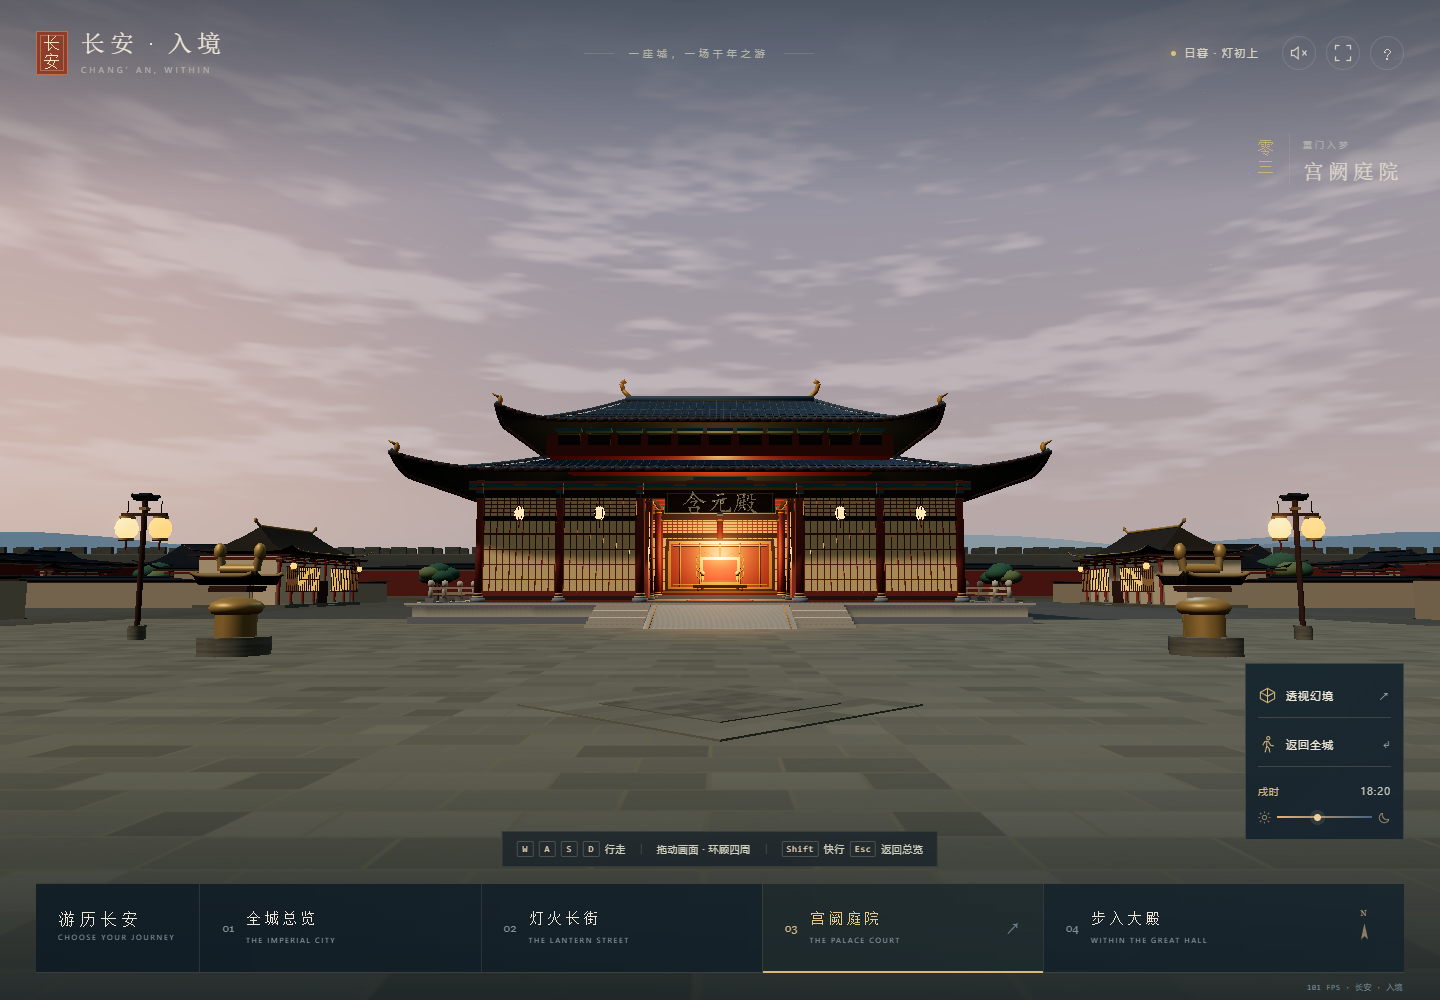 长安
长安 · 入境
CHANG' AN, WITHIN
一座城，一场千年之游
日暮 · 灯初上
?
零三
重门入梦
宫阙庭院
含元殿
透视幻境
返回全城
戌时 18:20
W A S D 行走 | 拖动画面 · 环顾四周 | Shift 快行 Esc 返回总览
游历长安
CHOOSE YOUR JOURNEY
01 全城总览
THE IMPERIAL CITY
02 灯火长街
THE LANTERN STREET
03 宫阙庭院
THE PALACE COURT
04 步入大殿
WITHIN THE GREAT HALL
N
101 FPS · 长安 · 入境